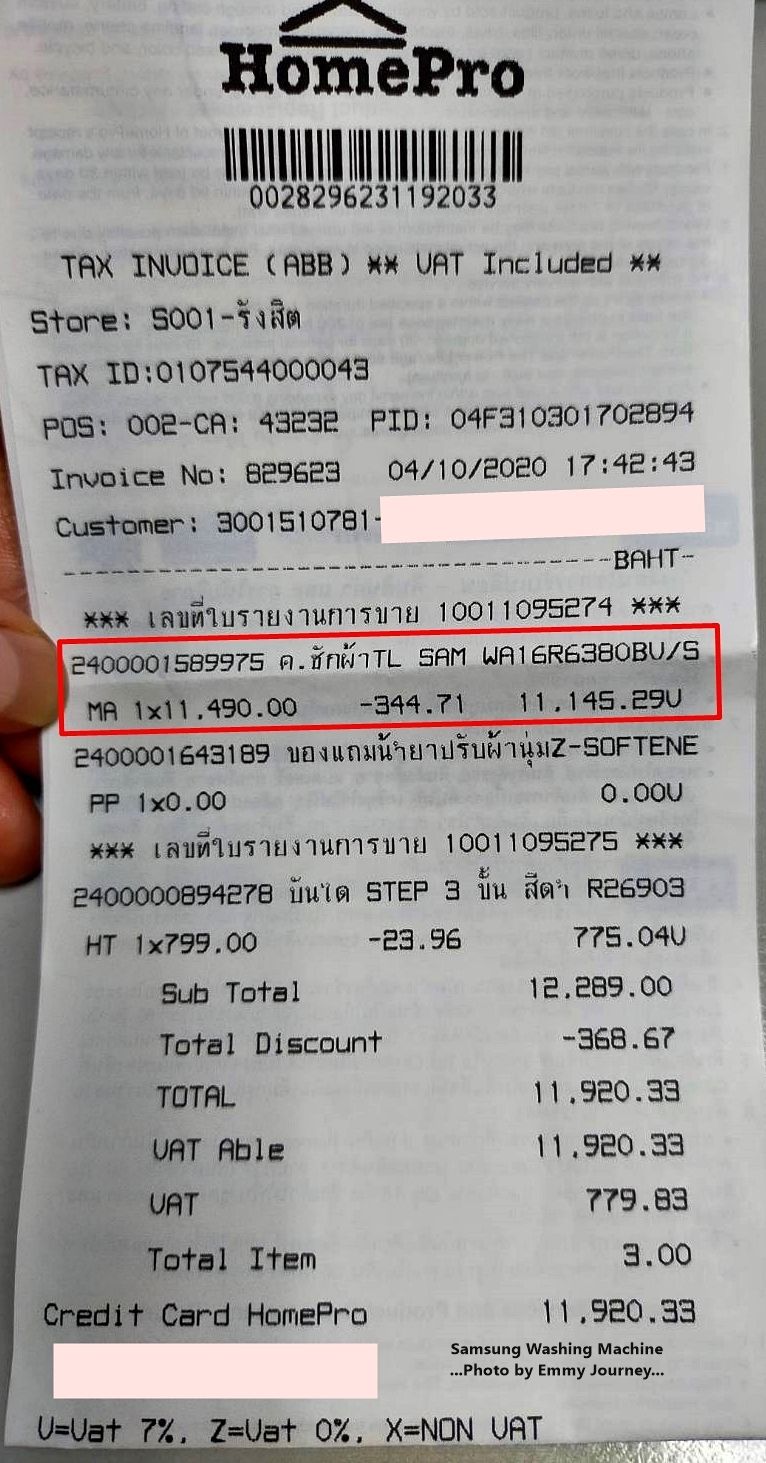 HomePro
0028296231192033
TAX INVOICE (ABB) ** VAT Included **
Store: S001-รังสิต
TAX ID:0107544000043
POS: 002-CA: 43232 PID: 04F310301702894
Invoice No: 829623 04/10/2020 17:42:43
Customer: 3001510781-
BAHT
*** เลขที่ใบรายงานการขาย 10011095274 ***
2400001589975 ค.ซักผ้าTL SAM WA16R6380BV/S
MA 1x11,490.00 -344.71 11,145.29V
2400001643189 ของแถมน้ำยาปรับผ้านุ่มZ-SOFTENE
PP 1x0.00 0.00V
*** เลขที่ใบรายงานการขาย 10011095275 ***
2400000894278 บันได STEP 3 ขั้น สีดำ R26903
HT 1x799.00 -23.96 775.04V
Sub Total 12,289.00
Total Discount -368.67
TOTAL 11,920.33
VAT Able 11,920.33
VAT 779.83
Total Item 3.00
Credit Card HomePro 11,920.33
Samsung Washing Machine
...Photo by Emmy Journey...
V=Vat 7%, Z=Vat 0%, X=NON VAT